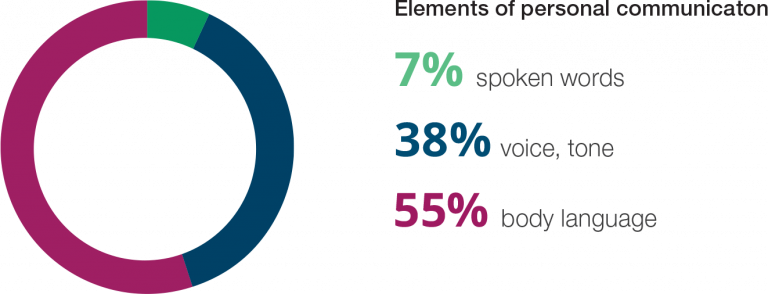 Elements of personal communicaton
7% spoken words
38% voice, tone
55% body language